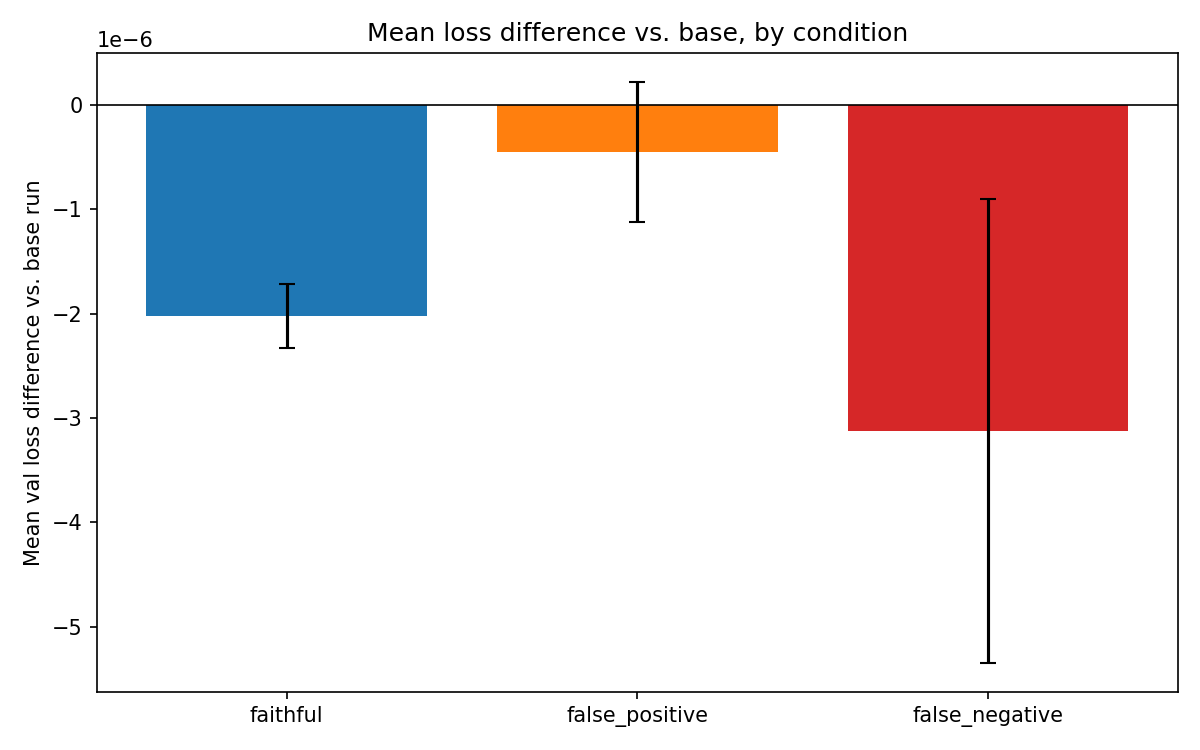 Mean loss difference vs. base, by condition
1e−6
Mean val loss difference vs. base run
0
−1
−2
−3
−4
−5
faithful
false_positive
false_negative